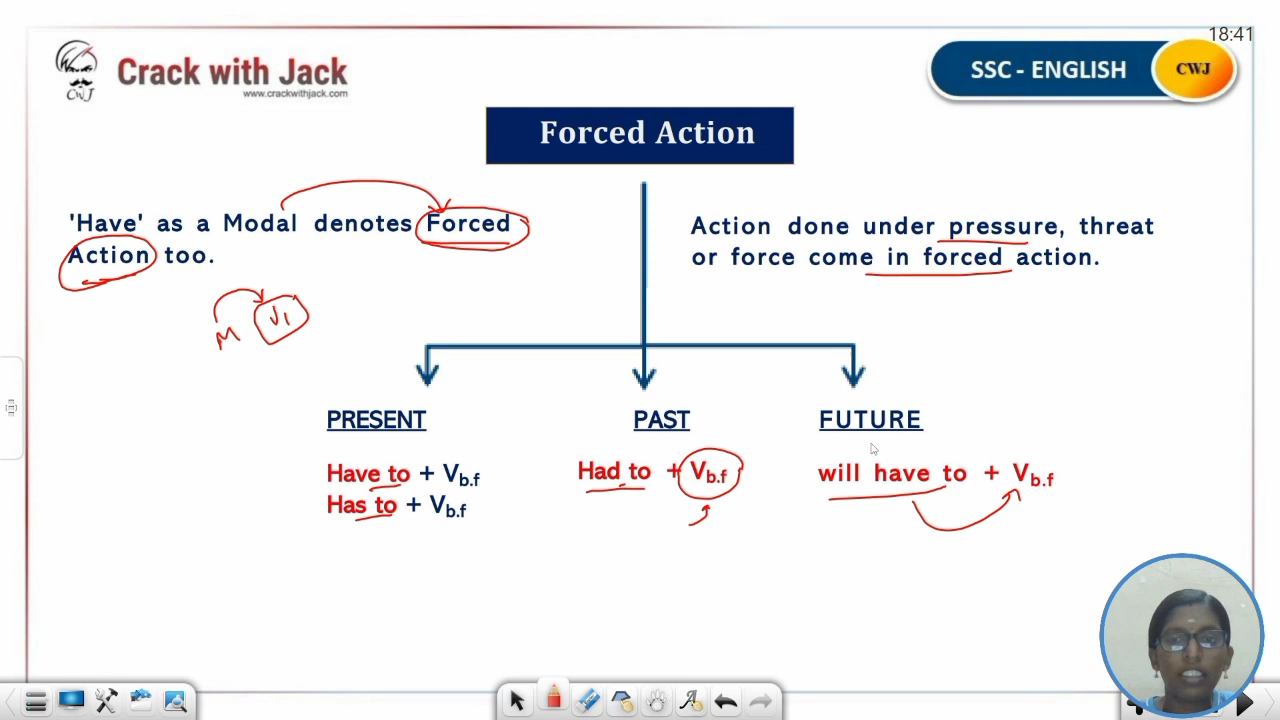 18:41
Crack with Jack
www.crackwithjack.com
CWJ
SSC - ENGLISH
CWJ
Forced Action
'Have' as a Modal denotes Forced
Action too.
Action done under pressure, threat
or force come in forced action.
M V1
PRESENT
Have to + Vb.f
Has to + Vb.f
PAST
Had to + Vb.f
FUTURE
will have to + Vb.f